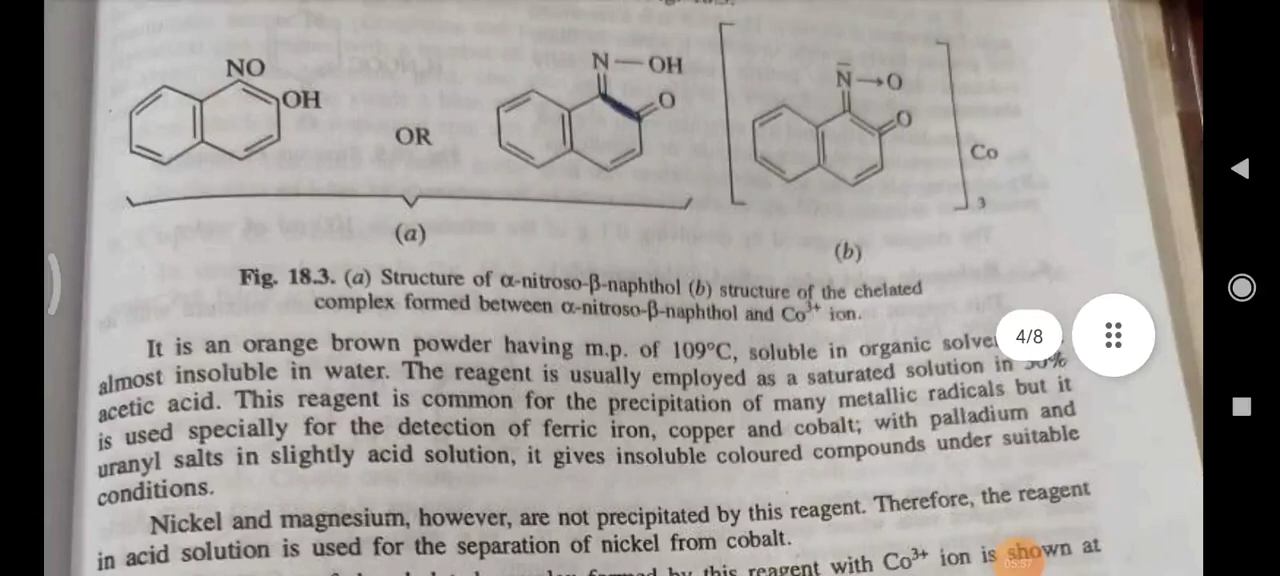 NO
OH
OR
N—OH
O
N̄→O
O
Co
3
(a)
(b)
Fig. 18.3. (a) Structure of α-nitroso-β-naphthol (b) structure of the chelated
complex formed between α-nitroso-β-naphthol and Co³⁺ ion.
It is an orange brown powder having m.p. of 109°C, soluble in organic
4/8
almost insoluble in water. The reagent is usually employed as a saturated solution in
acetic acid. This reagent is common for the precipitation of many metallic radicals but it
is used specially for the detection of ferric iron, copper and cobalt; with palladium and
uranyl salts in slightly acid solution, it gives insoluble coloured compounds under suitable
conditions.
Nickel and magnesium, however, are not precipitated by this reagent. Therefore, the reagent
in acid solution is used for the separation of nickel from cobalt.
by this reagent with Co³⁺ ion is shown at
05:57